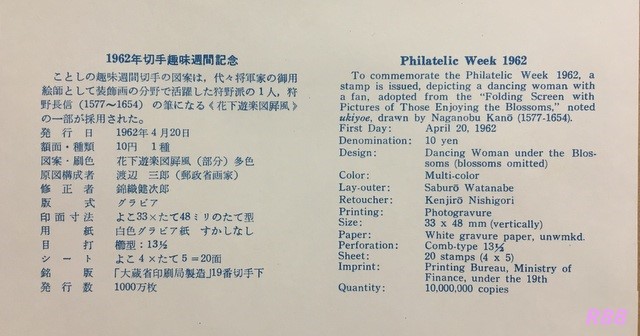 1962年切手趣味週間記念
ことしの趣味週間切手の図案は，代々将軍家の御用
絵師として装飾画の分野で活躍した狩野派の1人，狩
野長信（1577〜1654）の筆になる《花下遊楽図屛風》
の一部が採用された。
発行日 1962年4月20日
額面・種類 10円 1種
図案・刷色 花下遊楽図屛風（部分）多色
原図構成者 渡辺 三郎（郵政省画家）
修正者 錦織健次郎
版式 グラビア
印面寸法 よこ33×たて48ミリのたて型
用紙 白色グラビア紙 すかしなし
目打 櫛型：13½
シート よこ4×たて5＝20面
銘版 「大蔵省印刷局製造」19番切手下
発行数 1000万枚
Philatelic Week 1962
To commemorate the Philatelic Week 1962, a
stamp is issued, depicting a dancing woman with
a fan, adopted from the "Folding Screen with
Pictures of Those Enjoying the Blossoms," noted
ukiyoe, drawn by Naganobu Kanō (1577-1654).
First Day: April 20, 1962
Denomination: 10 yen
Design: Dancing Woman under the Blos-
soms (blossoms omitted)
Color: Multi-color
Lay-outer: Saburō Watanabe
Retoucher: Kenjirō Nishigori
Printing: Photogravure
Size: 33 x 48 mm (vertically)
Paper: White gravure paper, unwmkd.
Perforation: Comb-type 13½
Sheet: 20 stamps (4 x 5)
Imprint: Printing Bureau, Ministry of
Finance, under the 19th
Quantity: 10,000,000 copies